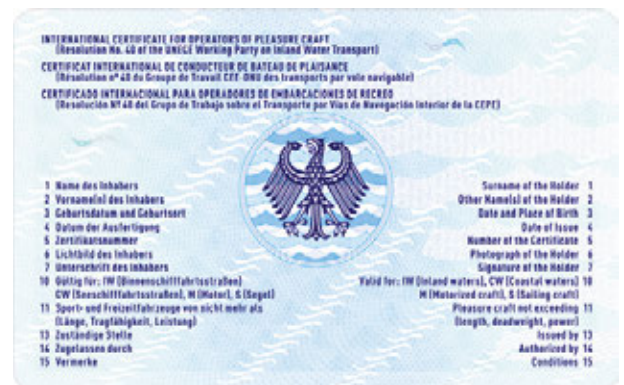 INTERNATIONAL CERTIFICATE FOR OPERATORS OF PLEASURE CRAFT
(Resolution No. 40 of the UNECE Working Party on Inland Water Transport)
CERTIFICAT INTERNATIONAL DE CONDUCTEUR DE BATEAU DE PLAISANCE
(Résolution n° 40 du Groupe de Travail CEE-ONU des transports par voie navigable)
CERTIFICADO INTERNACIONAL PARA OPERADORES DE EMBARCACIONES DE RECREO
(Resolución Nº 40 del Grupo de Trabajo sobre el Transporte por Vías de Navegación Interior de la CEPE)
1 Name des Inhabers Surname of the Holder 1
2 Vorname(n) des Inhabers Other Name(s) of the Holder 2
3 Geburtsdatum und Geburtsort Date and Place of Birth 3
4 Datum der Ausfertigung Date of Issue 4
5 Zertifikatsnummer Number of the Certificate 5
6 Lichtbild des Inhabers Photograph of the Holder 6
7 Unterschrift des Inhabers Signature of the Holder 7
10 Gültig für: IW (Binnenschifffahrtsstraßen) Valid for: IW (Inland waters), CW (Coastal waters) 10
CW (Seeschifffahrtsstraßen), M (Motor), S (Segel) M (Motorized craft), S (Sailing craft)
11 Sport- und Freizeitfahrzeuge von nicht mehr als Pleasure craft not exceeding 11
(Länge, Tragfähigkeit, Leistung) (length, deadweight, power)
13 Zuständige Stelle Issued by 13
14 Zugelassen durch Authorized by 14
15 Vermerke Conditions 15